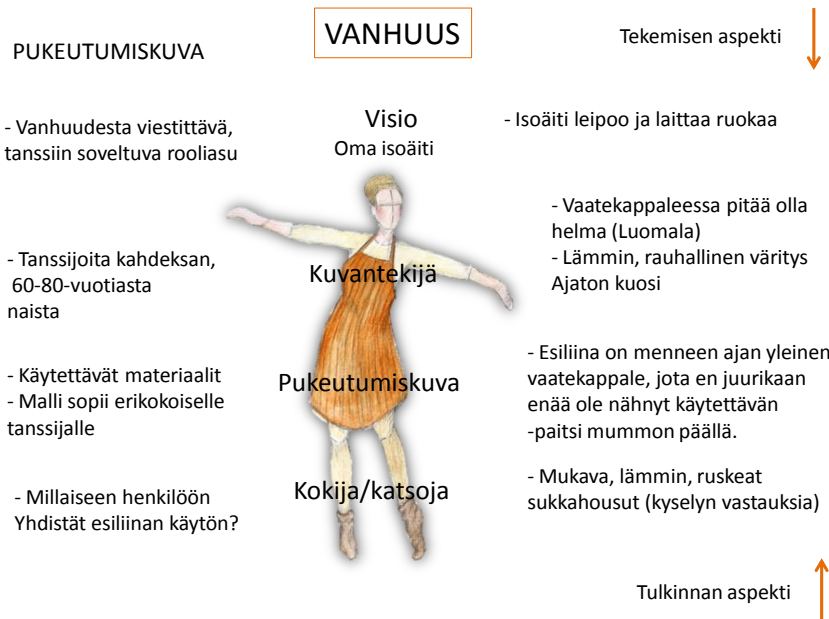 VANHUUS
PUKEUTUMISKUVA
Tekemisen aspekti
- Vanhuudesta viestittävä,
tanssiin soveltuva rooliasu
Visio
Oma isoäiti
- Isoäiti leipoo ja laittaa ruokaa
- Tanssijoita kahdeksan,
60-80-vuotiasta
naista
Kuvantekijä
- Vaatekappaleessa pitää olla
helma (Luomala)
- Lämmin, rauhallinen väritys
Ajaton kuosi
- Käytettävät materiaalit
- Malli sopii erikokoiselle
tanssijalle
Pukeutumiskuva
- Esiliina on menneen ajan yleinen
vaatekappale, jota en juurikaan
enää ole nähnyt käytettävän
-paitsi mummon päällä.
- Millaiseen henkilöön
Yhdistät esiliinan käytön?
Kokija/katsoja
- Mukava, lämmin, ruskeat
sukkahousut (kyselyn vastauksia)
Tulkinnan aspekti